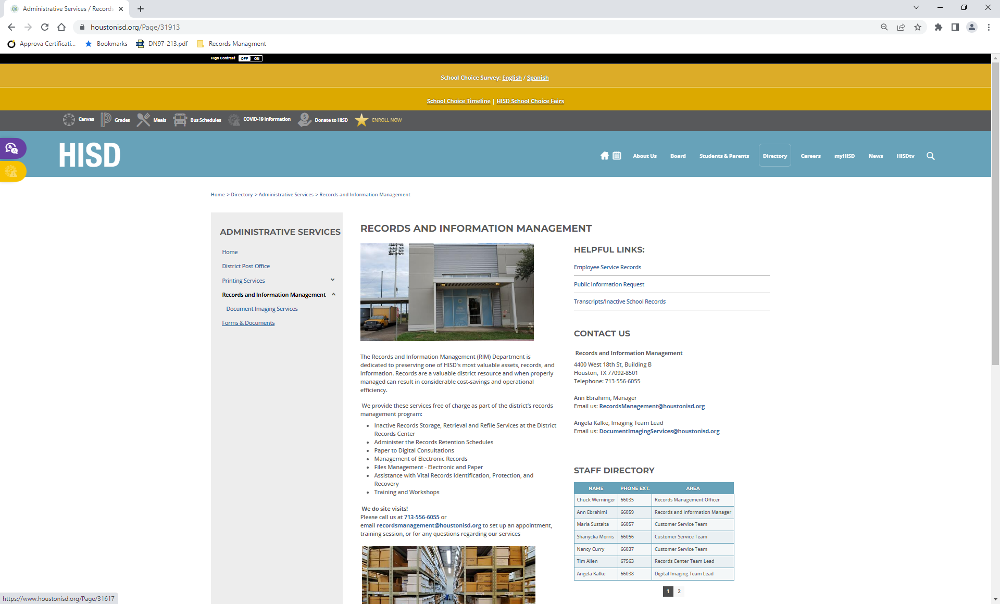 Administrative Services / Records
houstonisd.org/Page/31913
Approva Certificati...
Bookmarks
DN97-213.pdf
Records Managment
High Contrast OFF ON
School Choice Survey: English / Spanish
School Choice Timeline | HISD School Choice Fairs
Canvas
Grades
Meals
Bus Schedules
COVID-19 Information
Donate to HISD
ENROLL NOW
HISD
About Us
Board
Students & Parents
Directory
Careers
myHISD
News
HISDtv
Home > Directory > Administrative Services > Records and Information Management
ADMINISTRATIVE SERVICES
Home
District Post Office
Printing Services
Records and Information Management
Document Imaging Services
Forms & Documents
RECORDS AND INFORMATION MANAGEMENT
The Records and Information Management (RIM) Department is
dedicated to preserving one of HISD's most valuable assets, records, and
information. Records are a valuable district resource and when properly
managed can result in considerable cost-savings and operational
efficiency.
We provide these services free of charge as part of the district's records
management program:
• Inactive Records Storage, Retrieval and Refile Services at the District
Records Center
• Administer the Records Retention Schedules
• Paper to Digital Consultations
• Management of Electronic Records
• Files Management - Electronic and Paper
• Assistance with Vital Records Identification, Protection, and
Recovery
• Training and Workshops
We do site visits!
Please call us at 713-556-6055 or
email recordsmanagement@houstonisd.org to set up an appointment,
training session, or for any questions regarding our services
HELPFUL LINKS:
Employee Service Records
Public Information Request
Transcripts/Inactive School Records
CONTACT US
Records and Information Management
4400 West 18th St, Building B
Houston, TX 77092-8501
Telephone: 713-556-6055
Ann Ebrahimi, Manager
Email us: RecordsManagement@houstonisd.org
Angela Kalke, Imaging Team Lead
Email us: DocumentImagingServices@houstonisd.org
STAFF DIRECTORY
NAME PHONE EXT. AREA
Chuck Werninger 66035 Records Management Officer
Ann Ebrahimi 66059 Records and Information Manager
Maria Sustaita 66057 Customer Service Team
Shanycka Morris 66056 Customer Service Team
Nancy Curry 66037 Customer Service Team
Tim Allen 67563 Records Center Team Lead
Angela Kalke 66038 Digital Imaging Team Lead
1 2
https://www.houstonisd.org/Page/31617